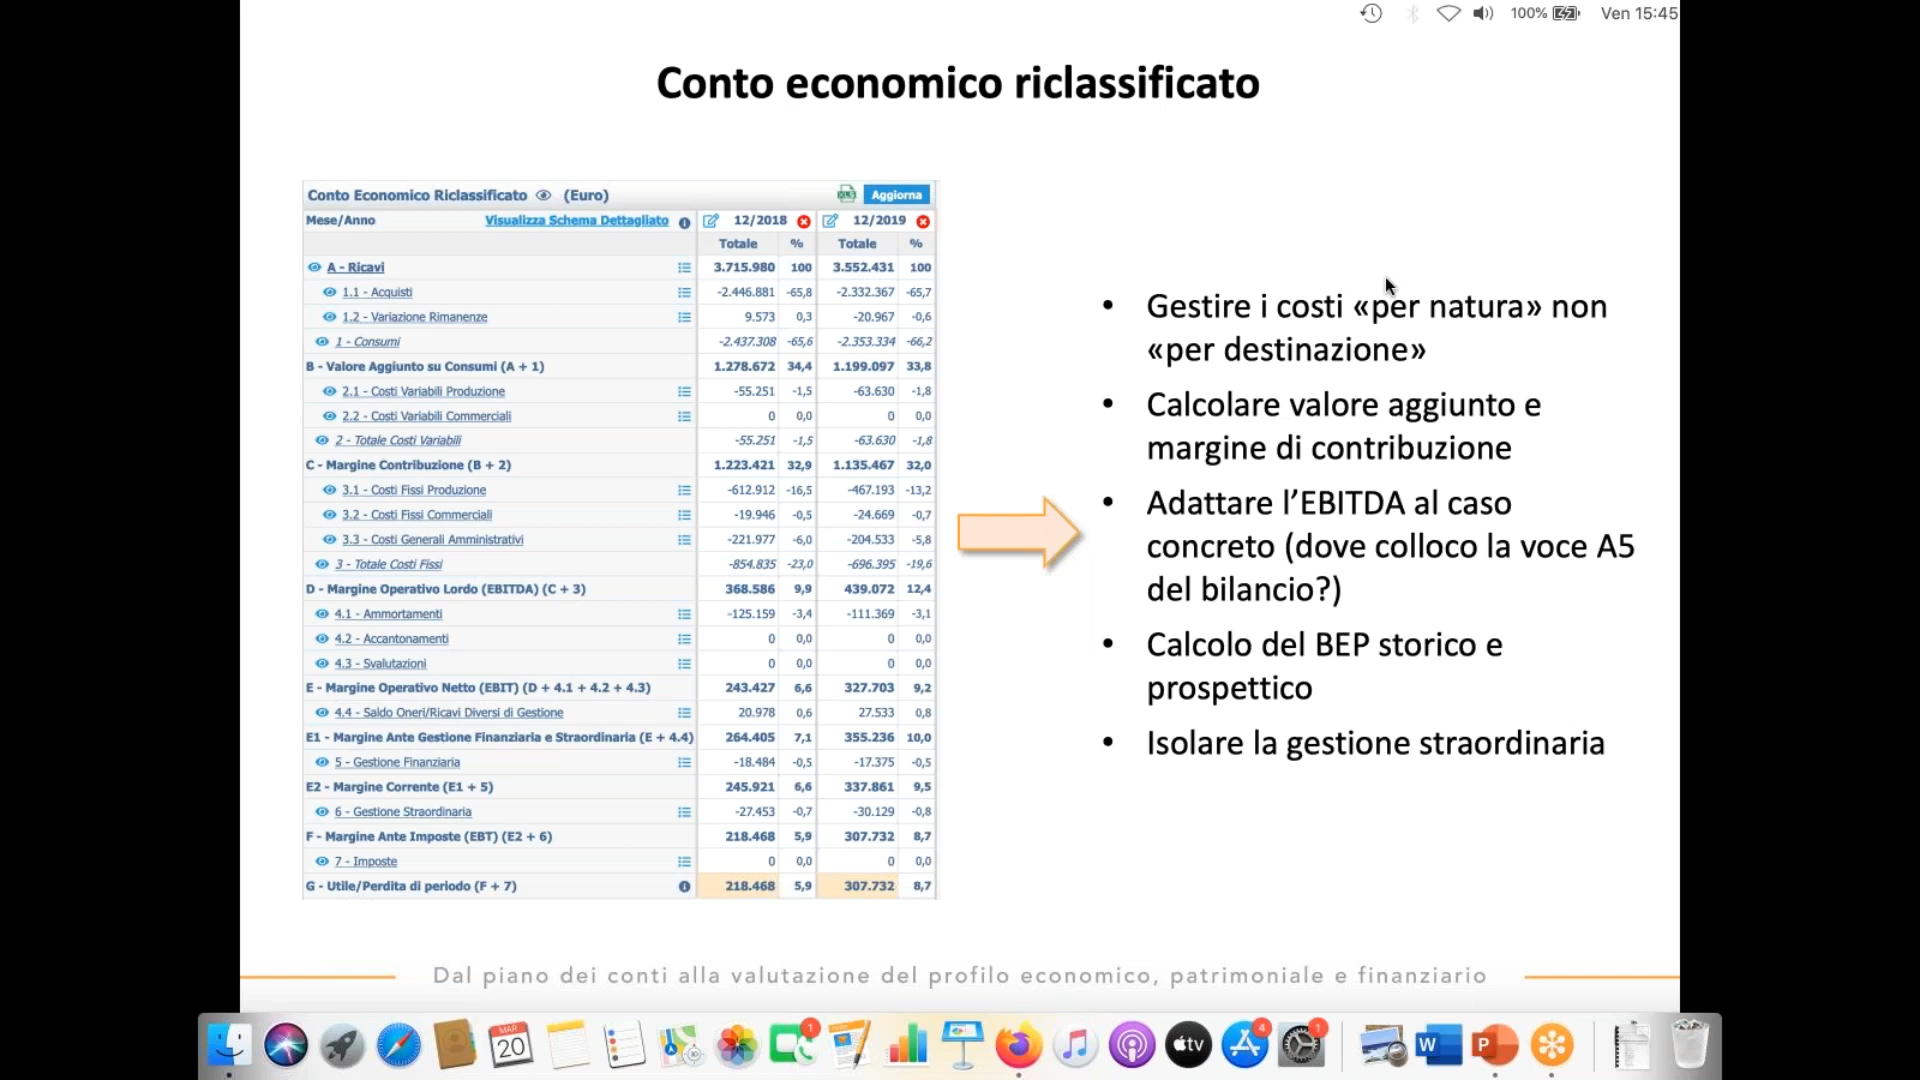 100% Ven 15:45
Conto economico riclassificato
Conto Economico Riclassificato (Euro) XLS Aggiorna
Mese/Anno Visualizza Schema Dettagliato 12/2018 12/2019
Totale % Totale %
A - Ricavi 3.715.980 100 3.552.431 100
1.1 - Acquisti -2.446.881 -65,8 -2.332.367 -65,7
1.2 - Variazione Rimanenze 9.573 0,3 -20.967 -0,6
1 - Consumi -2.437.308 -65,6 -2.353.334 -66,2
B - Valore Aggiunto su Consumi (A + 1) 1.278.672 34,4 1.199.097 33,8
2.1 - Costi Variabili Produzione -55.251 -1,5 -63.630 -1,8
2.2 - Costi Variabili Commerciali 0 0,0 0 0,0
2 - Totale Costi Variabili -55.251 -1,5 -63.630 -1,8
C - Margine Contribuzione (B + 2) 1.223.421 32,9 1.135.467 32,0
3.1 - Costi Fissi Produzione -612.912 -16,5 -467.193 -13,2
3.2 - Costi Fissi Commerciali -19.946 -0,5 -24.669 -0,7
3.3 - Costi Generali Amministrativi -221.977 -6,0 -204.533 -5,8
3 - Totale Costi Fissi -854.835 -23,0 -696.395 -19,6
D - Margine Operativo Lordo (EBITDA) (C + 3) 368.586 9,9 439.072 12,4
4.1 - Ammortamenti -125.159 -3,4 -111.369 -3,1
4.2 - Accantonamenti 0 0,0 0 0,0
4.3 - Svalutazioni 0 0,0 0 0,0
E - Margine Operativo Netto (EBIT) (D + 4.1 + 4.2 + 4.3) 243.427 6,6 327.703 9,2
4.4 - Saldo Oneri/Ricavi Diversi di Gestione 20.978 0,6 27.533 0,8
E1 - Margine Ante Gestione Finanziaria e Straordinaria (E + 4.4) 264.405 7,1 355.236 10,0
5 - Gestione Finanziaria -18.484 -0,5 -17.375 -0,5
E2 - Margine Corrente (E1 + 5) 245.921 6,6 337.861 9,5
6 - Gestione Straordinaria -27.453 -0,7 -30.129 -0,8
F - Margine Ante Imposte (EBT) (E2 + 6) 218.468 5,9 307.732 8,7
7 - Imposte 0 0,0 0 0,0
G - Utile/Perdita di periodo (F + 7) 218.468 5,9 307.732 8,7
• Gestire i costi «per natura» non
«per destinazione»
• Calcolare valore aggiunto e
margine di contribuzione
• Adattare l’EBITDA al caso
concreto (dove colloco la voce A5
del bilancio?)
• Calcolo del BEP storico e
prospettico
• Isolare la gestione straordinaria
Dal piano dei conti alla valutazione del profilo economico, patrimoniale e finanziario
MAR
20
1
tv
4
1
W
P